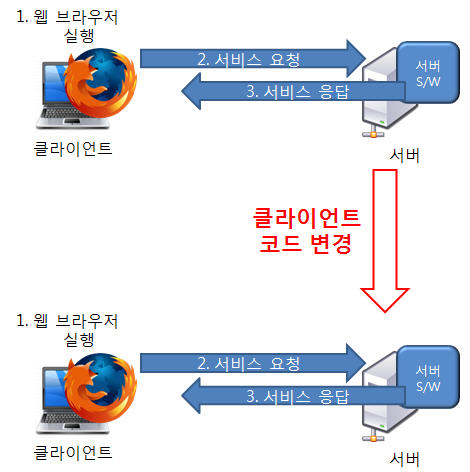 1. 웹 브라우저
실행
2. 서비스 요청
3. 서비스 응답
서버
S/W
클라이언트
서버
클라이언트
코드 변경
1. 웹 브라우저
실행
2. 서비스 요청
3. 서비스 응답
서버
S/W
클라이언트
서버